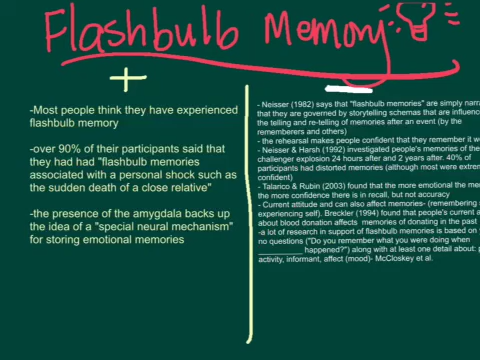 Flashbulb Memory
+
-Most people think they have experienced
flashbulb memory
-over 90% of their participants said
that they had had "flashbulb memories
associated with a personal shock such as
the sudden death of a close relative"
-the presence of the amygdala backs up
the idea of a "special neural mechanism"
for storing emotional memories
- Neisser (1982) says that "flashbulb memories" are simply
that they are governed by storytelling schemas that are
the telling and re-telling of memories after an event (by the
rememberers and others)
- the rehearsal makes people confident that they remember it
- Neisser & Harsh (1992) investigated people's memories of the
challenger explosion 24 hours after and 2 years after. 40% of
participants had distorted memories (although most were
confident)
- Talarico & Rubin (2003) found that the more emotional the
the more confidence there is in recall, but not accuracy
- Current attitude and can also affect memories- (remembering
experiencing self). Breckler (1994) found that people's current
about blood donation affects memories of donating in the past
-a lot of research in support of flashbulb memories is based on
no questions ("Do you remember what you were doing when
__________ happened?") along with at least one detail about:
activity, informant, affect (mood)- McCloskey et al.